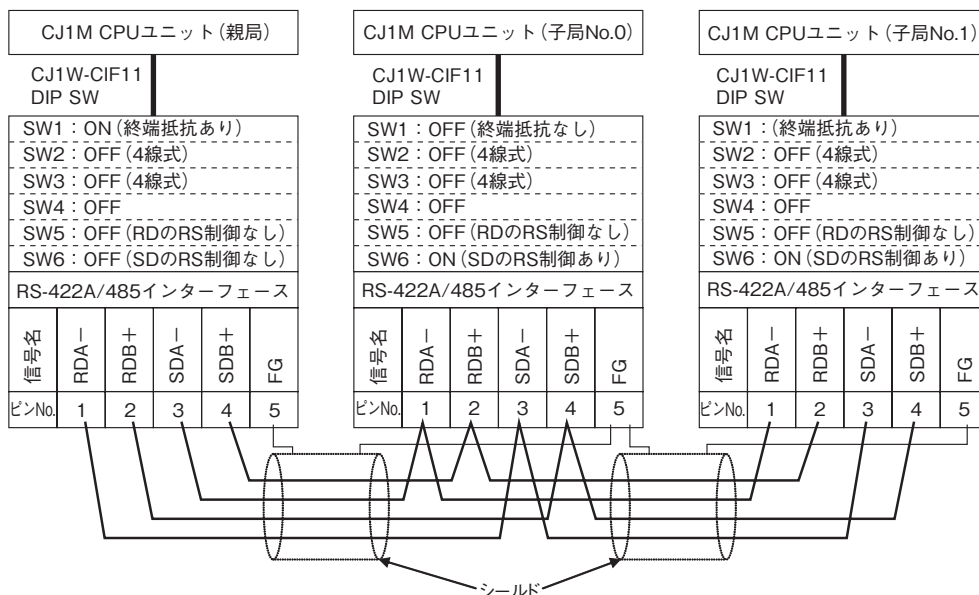 CJ1M CPUユニット(親局)
CJ1W-CIF11
DIP SW
SW1：ON(終端抵抗あり)
SW2：OFF(4線式)
SW3：OFF(4線式)
SW4：OFF
SW5：OFF(RDのRS制御なし)
SW6：OFF(SDのRS制御なし)
RS-422A/485インターフェース
信号名 RDA− RDB+ SDA− SDB+ FG
ピンNo. 1 2 3 4 5
CJ1M CPUユニット(子局No.0)
CJ1W-CIF11
DIP SW
SW1：OFF(終端抵抗なし)
SW2：OFF(4線式)
SW3：OFF(4線式)
SW4：OFF
SW5：OFF(RDのRS制御なし)
SW6：ON(SDのRS制御あり)
RS-422A/485インターフェース
信号名 RDA− RDB+ SDA− SDB+ FG
ピンNo. 1 2 3 4 5
CJ1M CPUユニット(子局No.1)
CJ1W-CIF11
DIP SW
SW1：(終端抵抗あり)
SW2：OFF(4線式)
SW3：OFF(4線式)
SW4：OFF
SW5：OFF(RDのRS制御なし)
SW6：ON(SDのRS制御あり)
RS-422A/485インターフェース
信号名 RDA− RDB+ SDA− SDB+ FG
ピンNo. 1 2 3 4 5
シールド